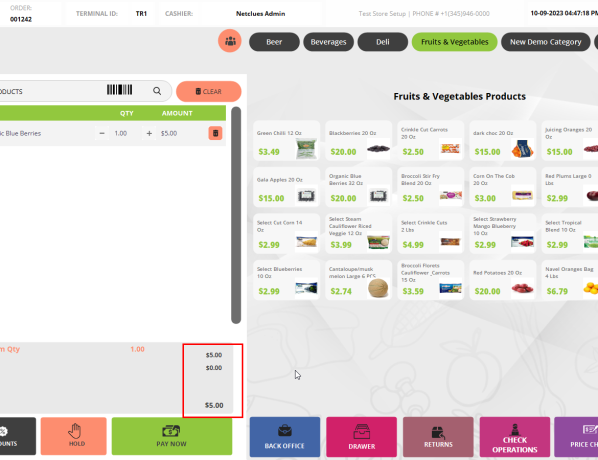 ORDER:
001242
TERMINAL ID: TR1 CASHIER: Netclues Admin
Test Store Setup | PHONE # +1(345)946-0000
10-09-2023 04:47:18 PM
Beer
Beverages
Deli
Fruits & Vegetables
New Demo Category
ODUCTS
CLEAR
QTY AMOUNT
ic Blue Berries
− 1.00 + $5.00
Fruits & Vegetables Products
Green Chilli 12 Oz
$3.49
Blackberries 20 Oz
$20.00
Crinkle Cut Carrots
20 Oz
$2.50
dark choc 20 Oz
$15.00
Juicing Oranges 20
Oz
$15.00
Gala Apples 20 Oz
$15.00
Organic Blue
Berries 32 Oz
$20.00
Broccoli Stir Fry
Blend 20 Oz
$2.50
Corn On The Cob
20 Oz
$3.00
Red Plums Large 0
Lbs
$2.99
Select Cut Corn 14
Oz
$2.99
Select Steam
Cauliflower Riced
Veggie 12 Oz
$3.99
Select Crinkle Cuts
2 Lbs
$4.99
Select Strawberry
Mango Blueberry
10 Oz
$2.99
Select Tropical
Blend 10 Oz
$2.99
Select Blueberries
10 Oz
$2.99
Cantaloupe/musk
melon Large 6 PCS
$2.74
Broccoli Florets
Cauliflower ,Carrots
15 Oz
$3.59
Red Potatoes 20 Oz
$20.00
Navel Oranges Bag
4 Lbs
$6.79
m Qty 1.00
$5.00
$0.00
$5.00
OUNTS
HOLD
PAY NOW
BACK OFFICE
DRAWER
RETURNS
CHECK
OPERATIONS
PRICE CH